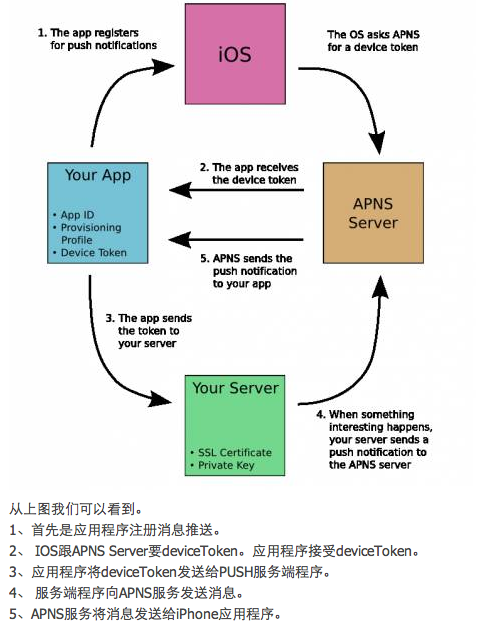 1. The app registers
for push notifications
iOS
The OS asks APNS
for a device token
Your App
• App ID
• Provisioning
Profile
• Device Token
2. The app receives
the device token
APNS
Server
5. APNS sends the
push notification
to your app
3. The app sends
the token to
your server
Your Server
• SSL Certificate
• Private Key
4. When something
interesting happens,
your server sends a
push notification to
the APNS server
从上图我们可以看到。
1、首先是应用程序注册消息推送。
2、 IOS跟APNS Server要deviceToken。应用程序接受deviceToken。
3、应用程序将deviceToken发送给PUSH服务端程序。
4、 服务端程序向APNS服务发送消息。
5、APNS服务将消息发送给iPhone应用程序。